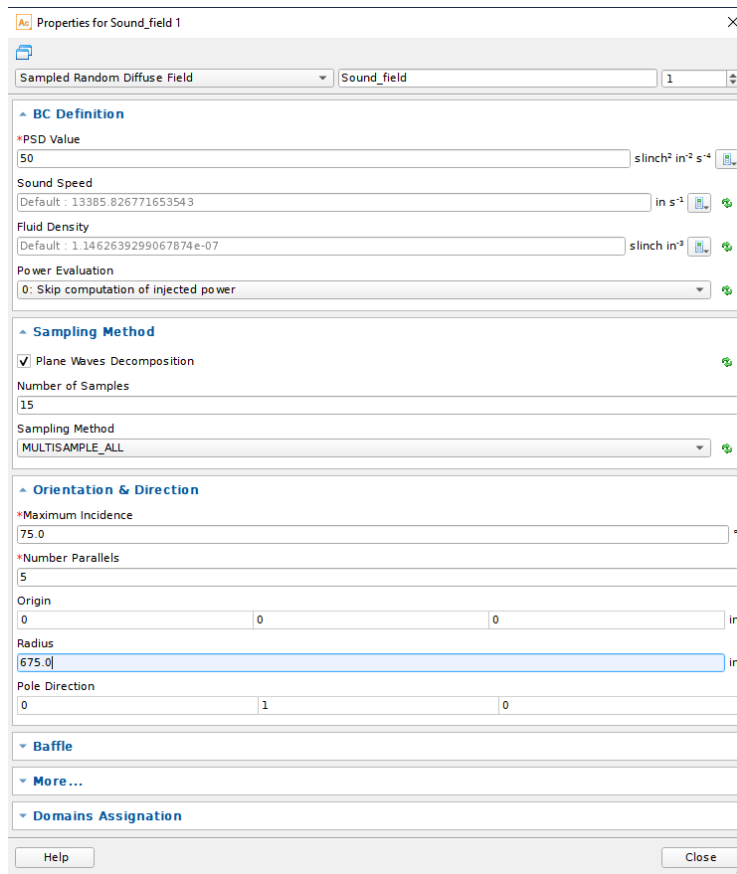 Ac Properties for Sound_field 1
Sampled Random Diffuse Field Sound_field 1
BC Definition
*PSD Value
50 slinch² in⁻² s⁻⁴
Sound Speed
Default : 13385.826771653543 in s⁻¹
Fluid Density
Default : 1.1462639299067874e-07 slinch in⁻³
Power Evaluation
0: Skip computation of injected power
Sampling Method
Plane Waves Decomposition
Number of Samples
15
Sampling Method
MULTISAMPLE_ALL
Orientation & Direction
*Maximum Incidence
75.0 °
*Number Parallels
5
Origin
0 0 0 in
Radius
675.0 in
Pole Direction
0 1 0
Baffle
More...
Domains Assignation
Help Close